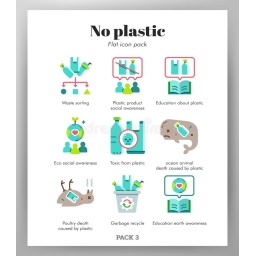 No plastic
Flat icon pack
Waste sorting
Plastic product
social awareness
Education about plastic
Eco social awareness
Toxic from plastic
ocean animal
death caused by plastic
Poultry death
caused by plastic
Garbage recycle
Education earth awareness
PACK 3